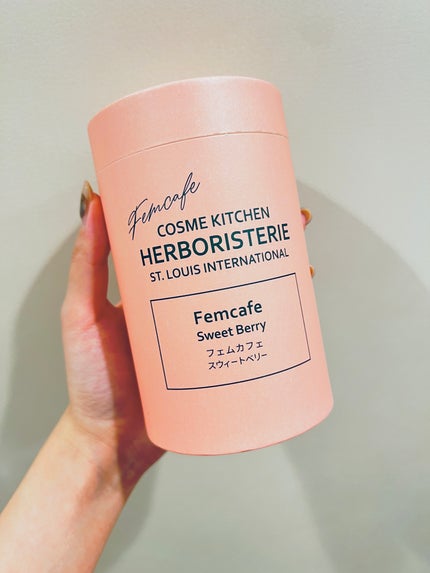 Femcafe
COSME KITCHEN
HERBORISTERIE
ST. LOUIS INTERNATIONAL
Femcafe
Sweet Berry
フェムカフェ
スウィートベリー